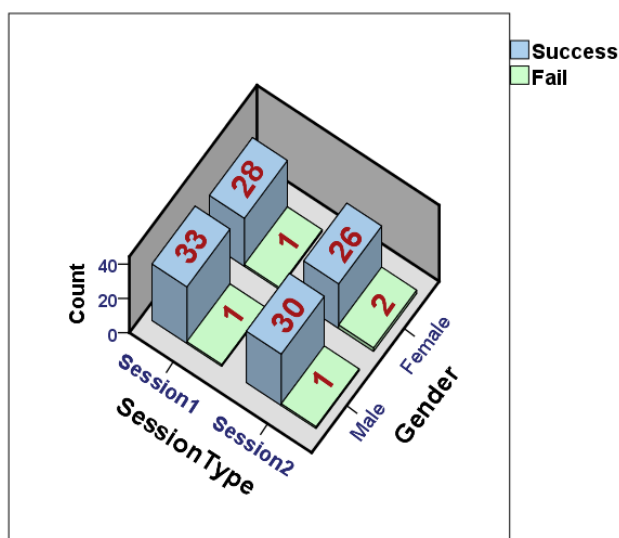 Success
Fail
28
33
1
26
1
30
2
1
Count
40
20
0
Session1
Session2
SessionType
Male
Female
Gender